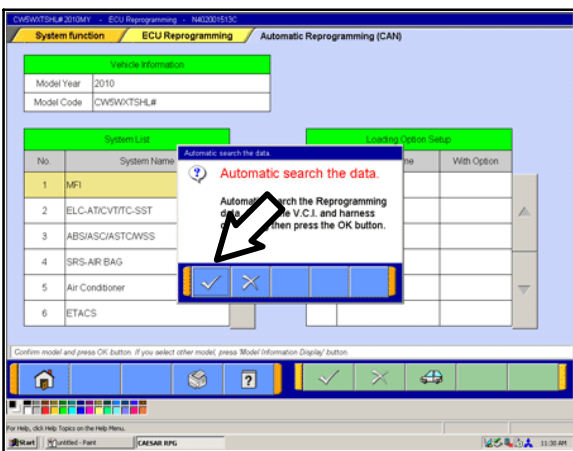 CW5WXTSHL# 2010MY - ECU Reprogramming - N402001513C
System function
ECU Reprogramming
Automatic Reprogramming (CAN)
Vehicle Information
Model Year 2010
Model Code CW5WXTSHL#
System List
No. System Name
1 MFI
2 ELC-AT/CVT/TC-SST
3 ABS/ASC/ASTC/WSS
4 SRS-AIR BAG
5 Air Conditioner
6 ETACS
Loading Option Setup
With Option
Automatic search the data.
Automatic search the data.
the Reprogramming
V.C.I. and harness
then press the OK button.
Confirm model and press OK button. If you select other model, press 'Model Information Display' button.
?
For Help, click Help Topics on the Help Menu.
Start
untitled - Paint
CAESAR RPG
11:30 AM